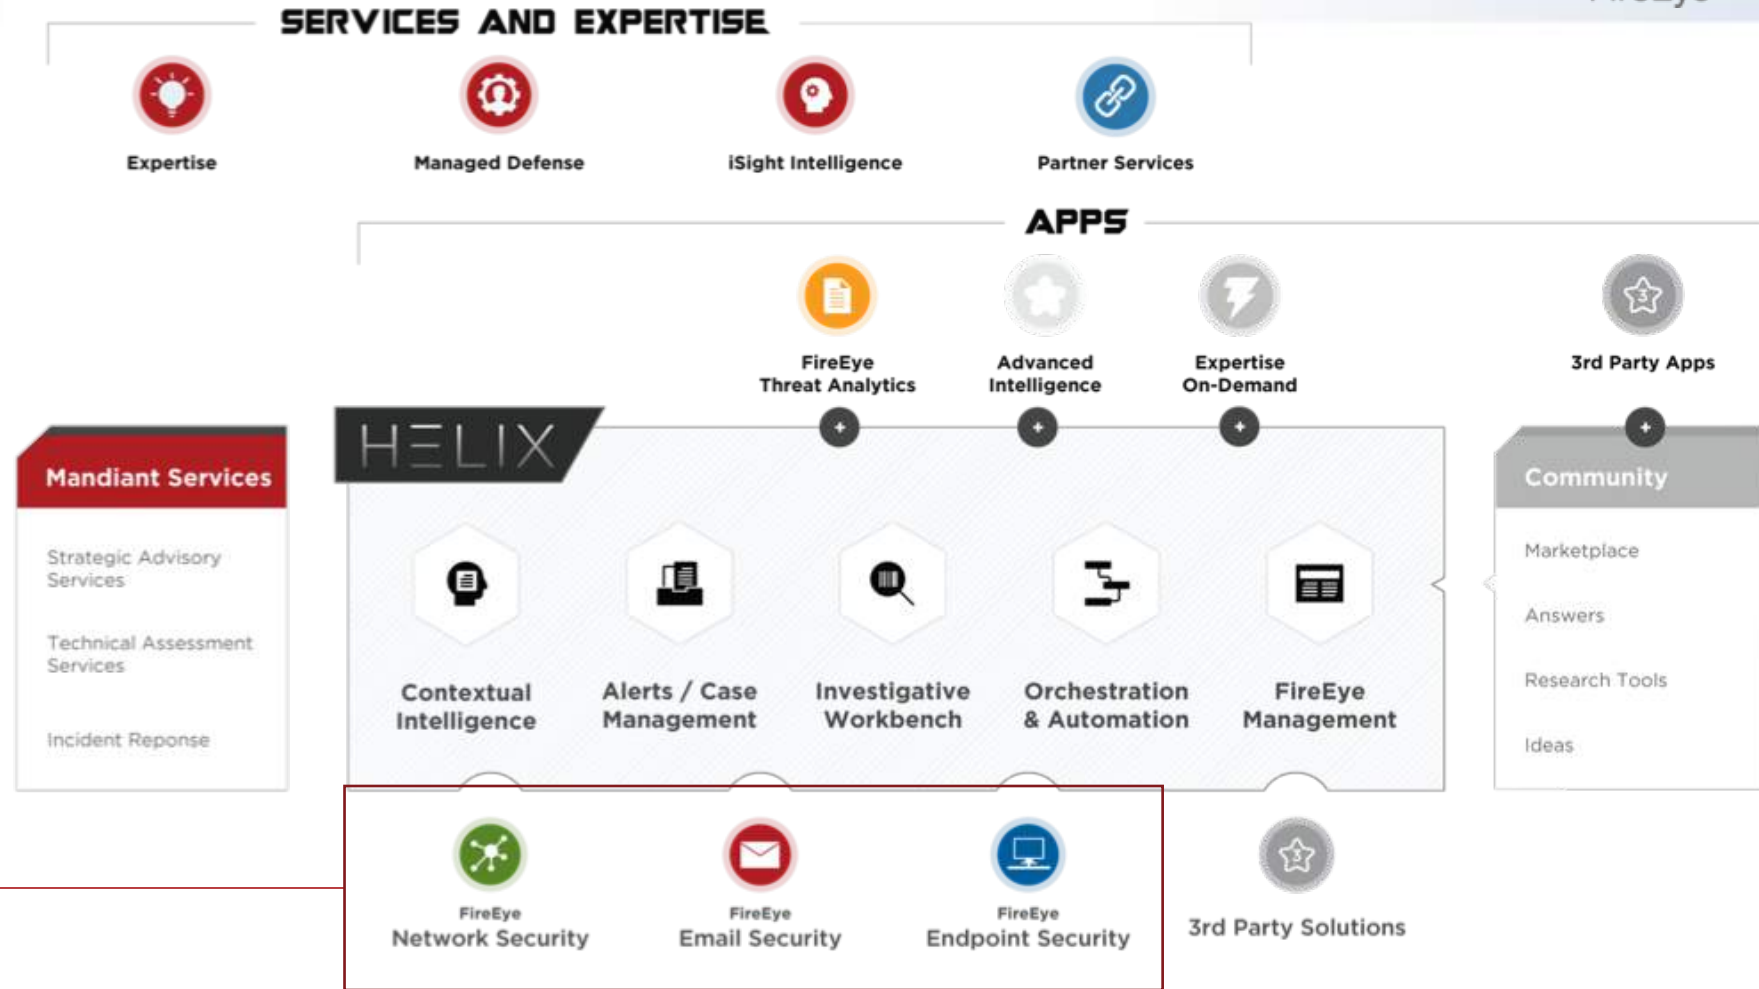 FireEye
SERVICES AND EXPERTISE
Expertise
Managed Defense
iSight Intelligence
Partner Services
APPS
FireEye
Threat Analytics
Advanced
Intelligence
Expertise
On-Demand
3
3rd Party Apps
HELIX
Mandiant Services
Strategic Advisory
Services
Technical Assessment
Services
Incident Reponse
Contextual
Intelligence
Alerts / Case
Management
Investigative
Workbench
Orchestration
& Automation
FireEye
Management
Community
Marketplace
Answers
Research Tools
Ideas
FireEye
Network Security
FireEye
Email Security
FireEye
Endpoint Security
3
3rd Party Solutions